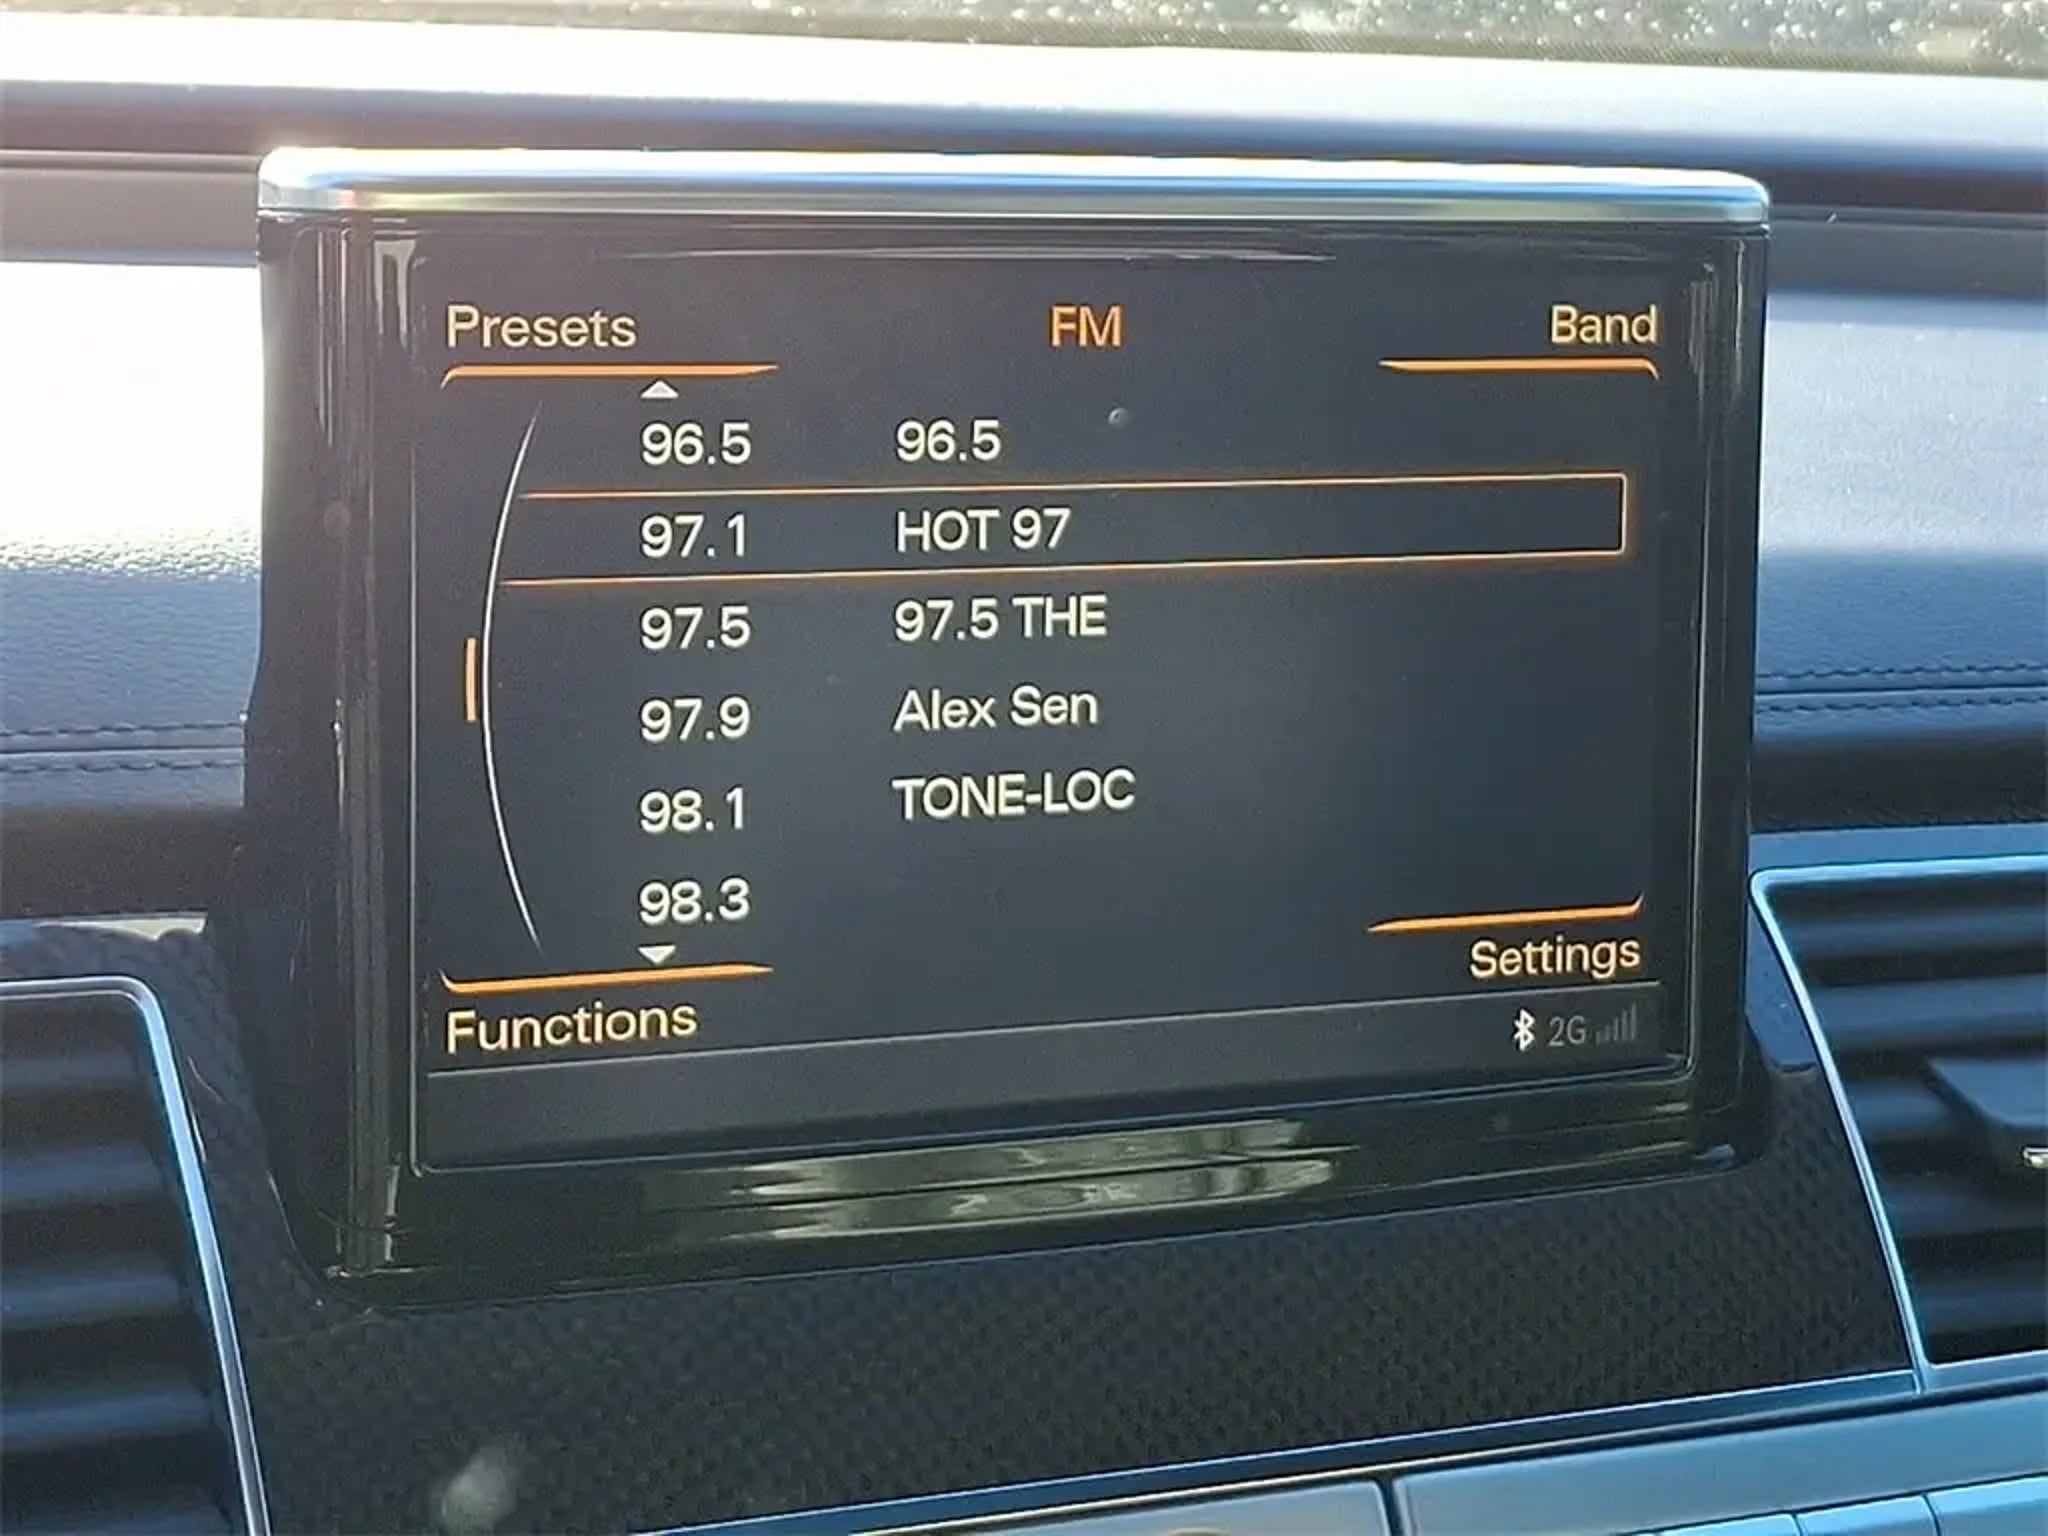 Presets FM Band
96.5 96.5
97.1 HOT 97
97.5 97.5 THE
97.9 Alex Sen
98.1 TONE-LOC
98.3
Settings
Functions
2G